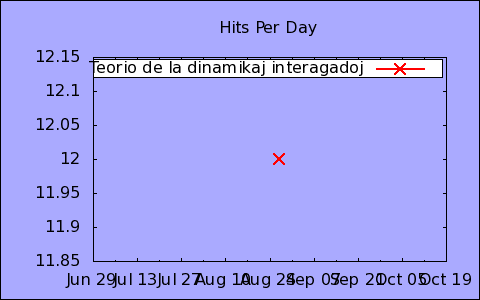 Hits Per Day
12.15
Teorio de la dinamikaj interagadoj
12.1
12.05
12
11.95
11.9
11.85
Jun 29 Jul 13 Jul 27 Aug 10 Aug 24 Sep 07 Sep 21 Oct 05 Oct 19